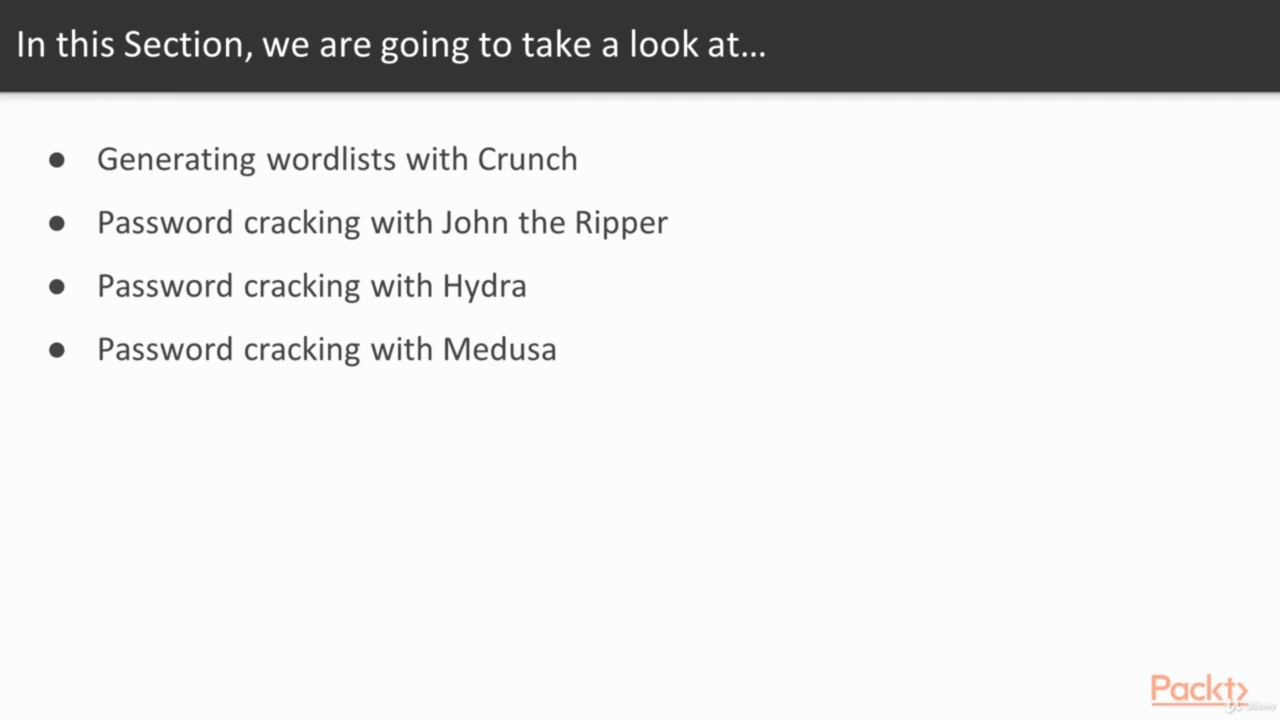 In this Section, we are going to take a look at...
● Generating wordlists with Crunch
● Password cracking with John the Ripper
● Password cracking with Hydra
● Password cracking with Medusa
Packt>
Udemy